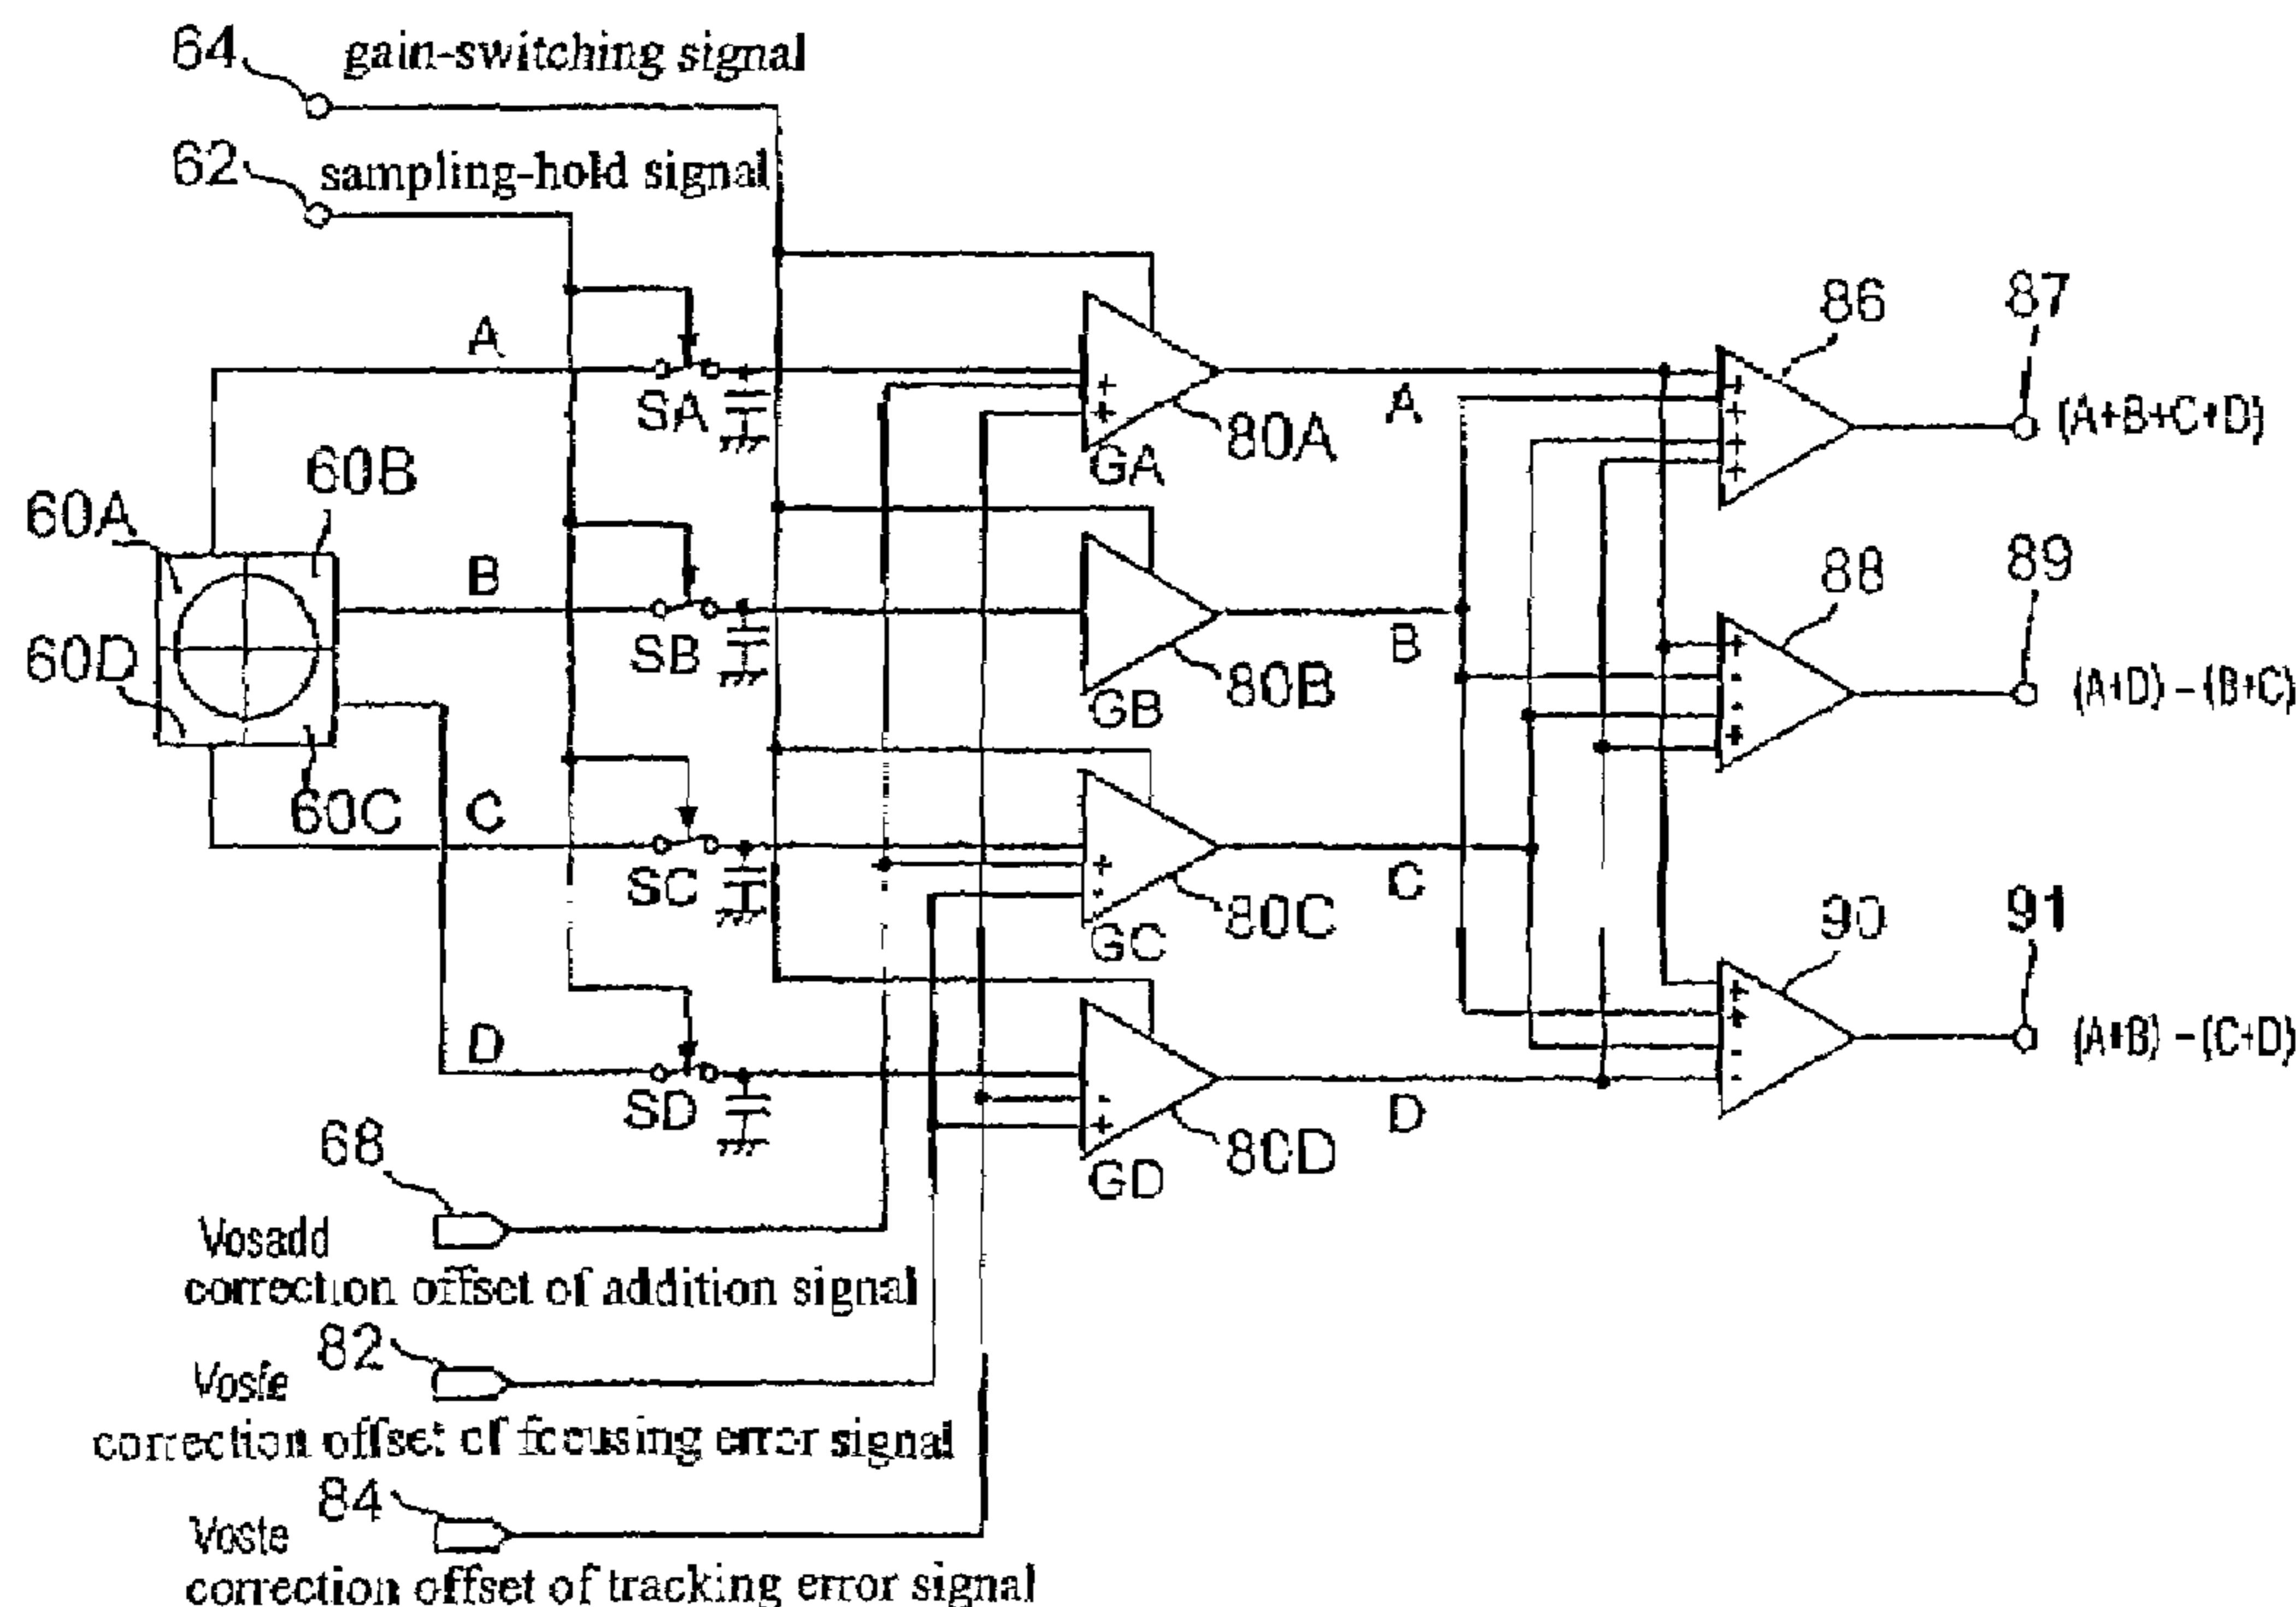 64 gain-switching signal
62 sampling-hold signal
A
SA
+
+
GA
80A
A
86
+
+
+
+
87
(A+B+C+D)
60A
60B
60D
60C
B
SB
GB
80B
B
88
+
-
-
+
89
(A+D) - (B+C)
C
SC
+
-
GC
80C
C
90
+
+
-
-
91
(A+B) - (C+D)
D
SD
-
+
GD
80D
D
68
Vosadd
correction offset of addition signal
82
Vosfe
correction offset of focusing error signal
84
Voste
correction offset of tracking error signal